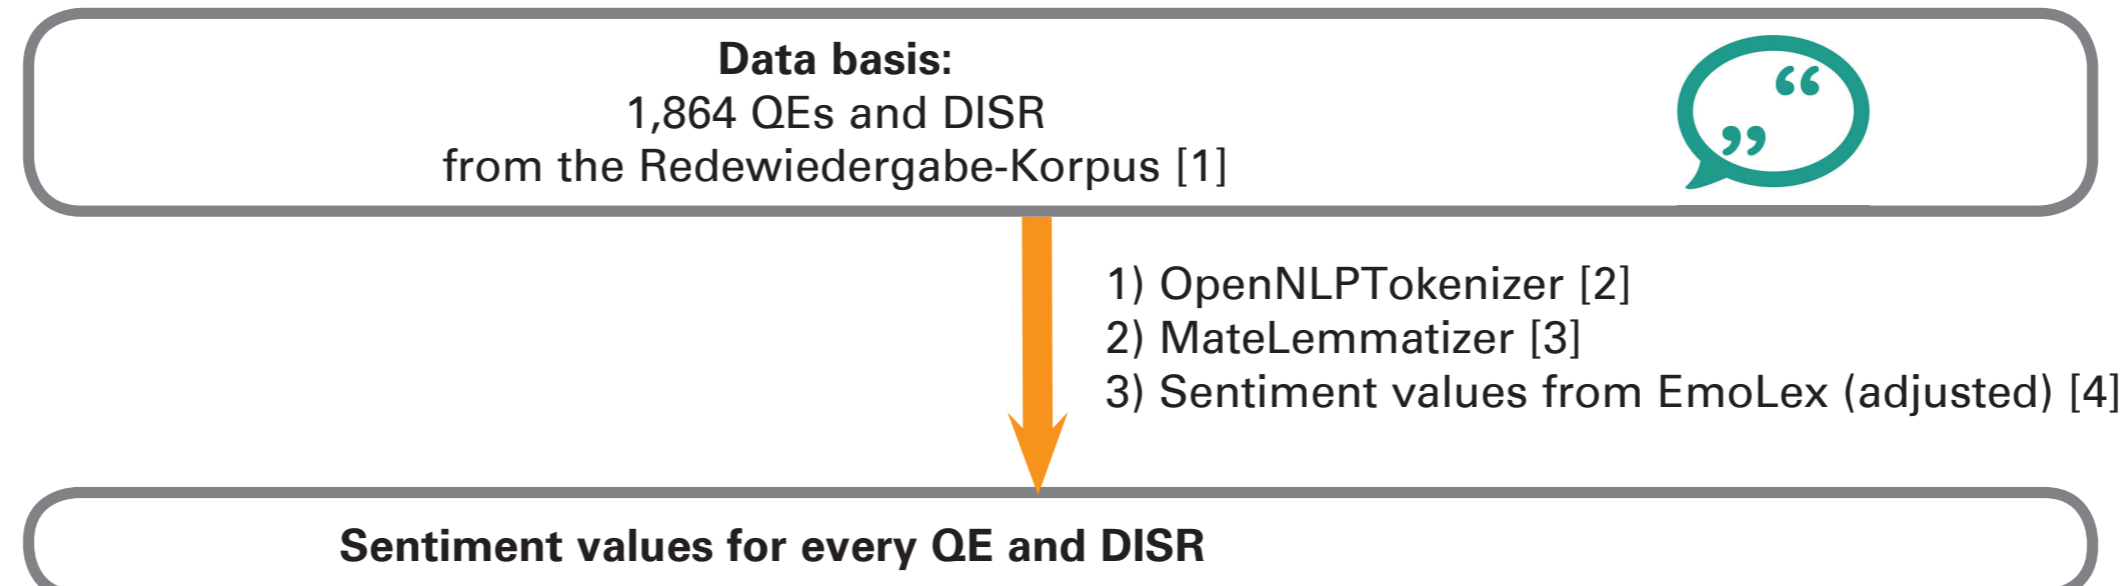 Data basis:
1,864 QEs and DISR
from the Redewiedergabe-Korpus [1]
1) OpenNLPTokenizer [2]
2) MateLemmatizer [3]
3) Sentiment values from EmoLex (adjusted) [4]
Sentiment values for every QE and DISR